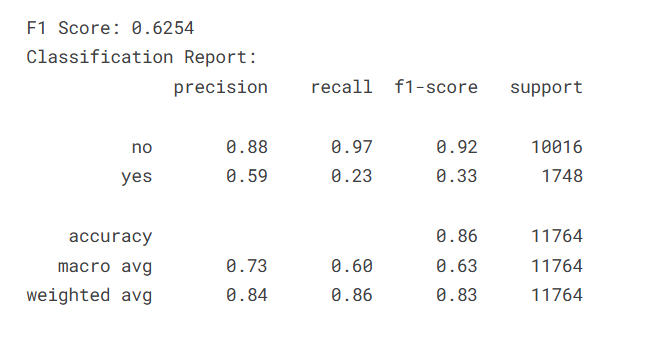 F1 Score: 0.6254
Classification Report:
precision recall f1-score support
no 0.88 0.97 0.92 10016
yes 0.59 0.23 0.33 1748
accuracy 0.86 11764
macro avg 0.73 0.60 0.63 11764
weighted avg 0.84 0.86 0.83 11764